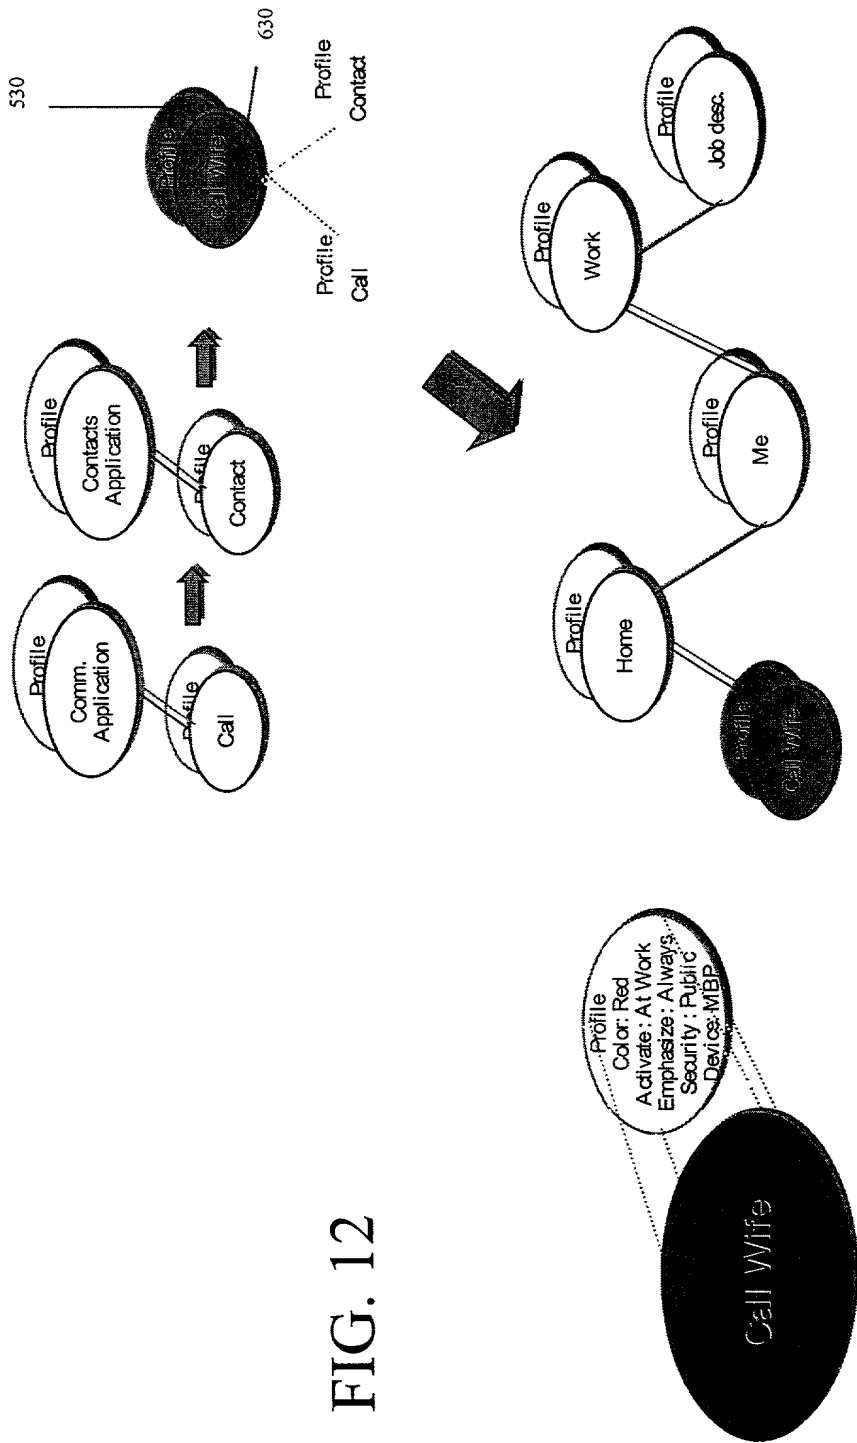 Profile
Comm.
Application
Profile
Call
Profile
Contacts
Application
Profile
Contact
530
Profile
Call Wife
630
Profile
Call
Profile
Contact
FIG. 12
Profile
Color: Red
Activate : At Work
Emphasize : Always
Security : Public
Device: MBP
Call Wife
Profile
Home
Profile
Call Wife
Profile
Me
Profile
Work
Profile
Job desc.